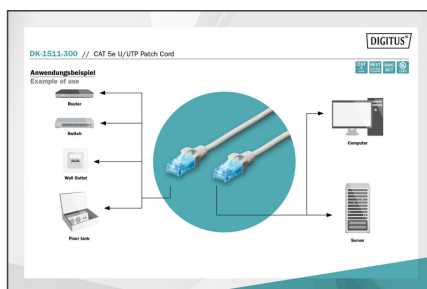 DIGITUS®
DK-1511-300 // CAT 5e U/UTP Patch Cord
Anwendungsbeispiel
Example of use
Router
Switch
Wall Outlet
Floor tank
Computer
Server